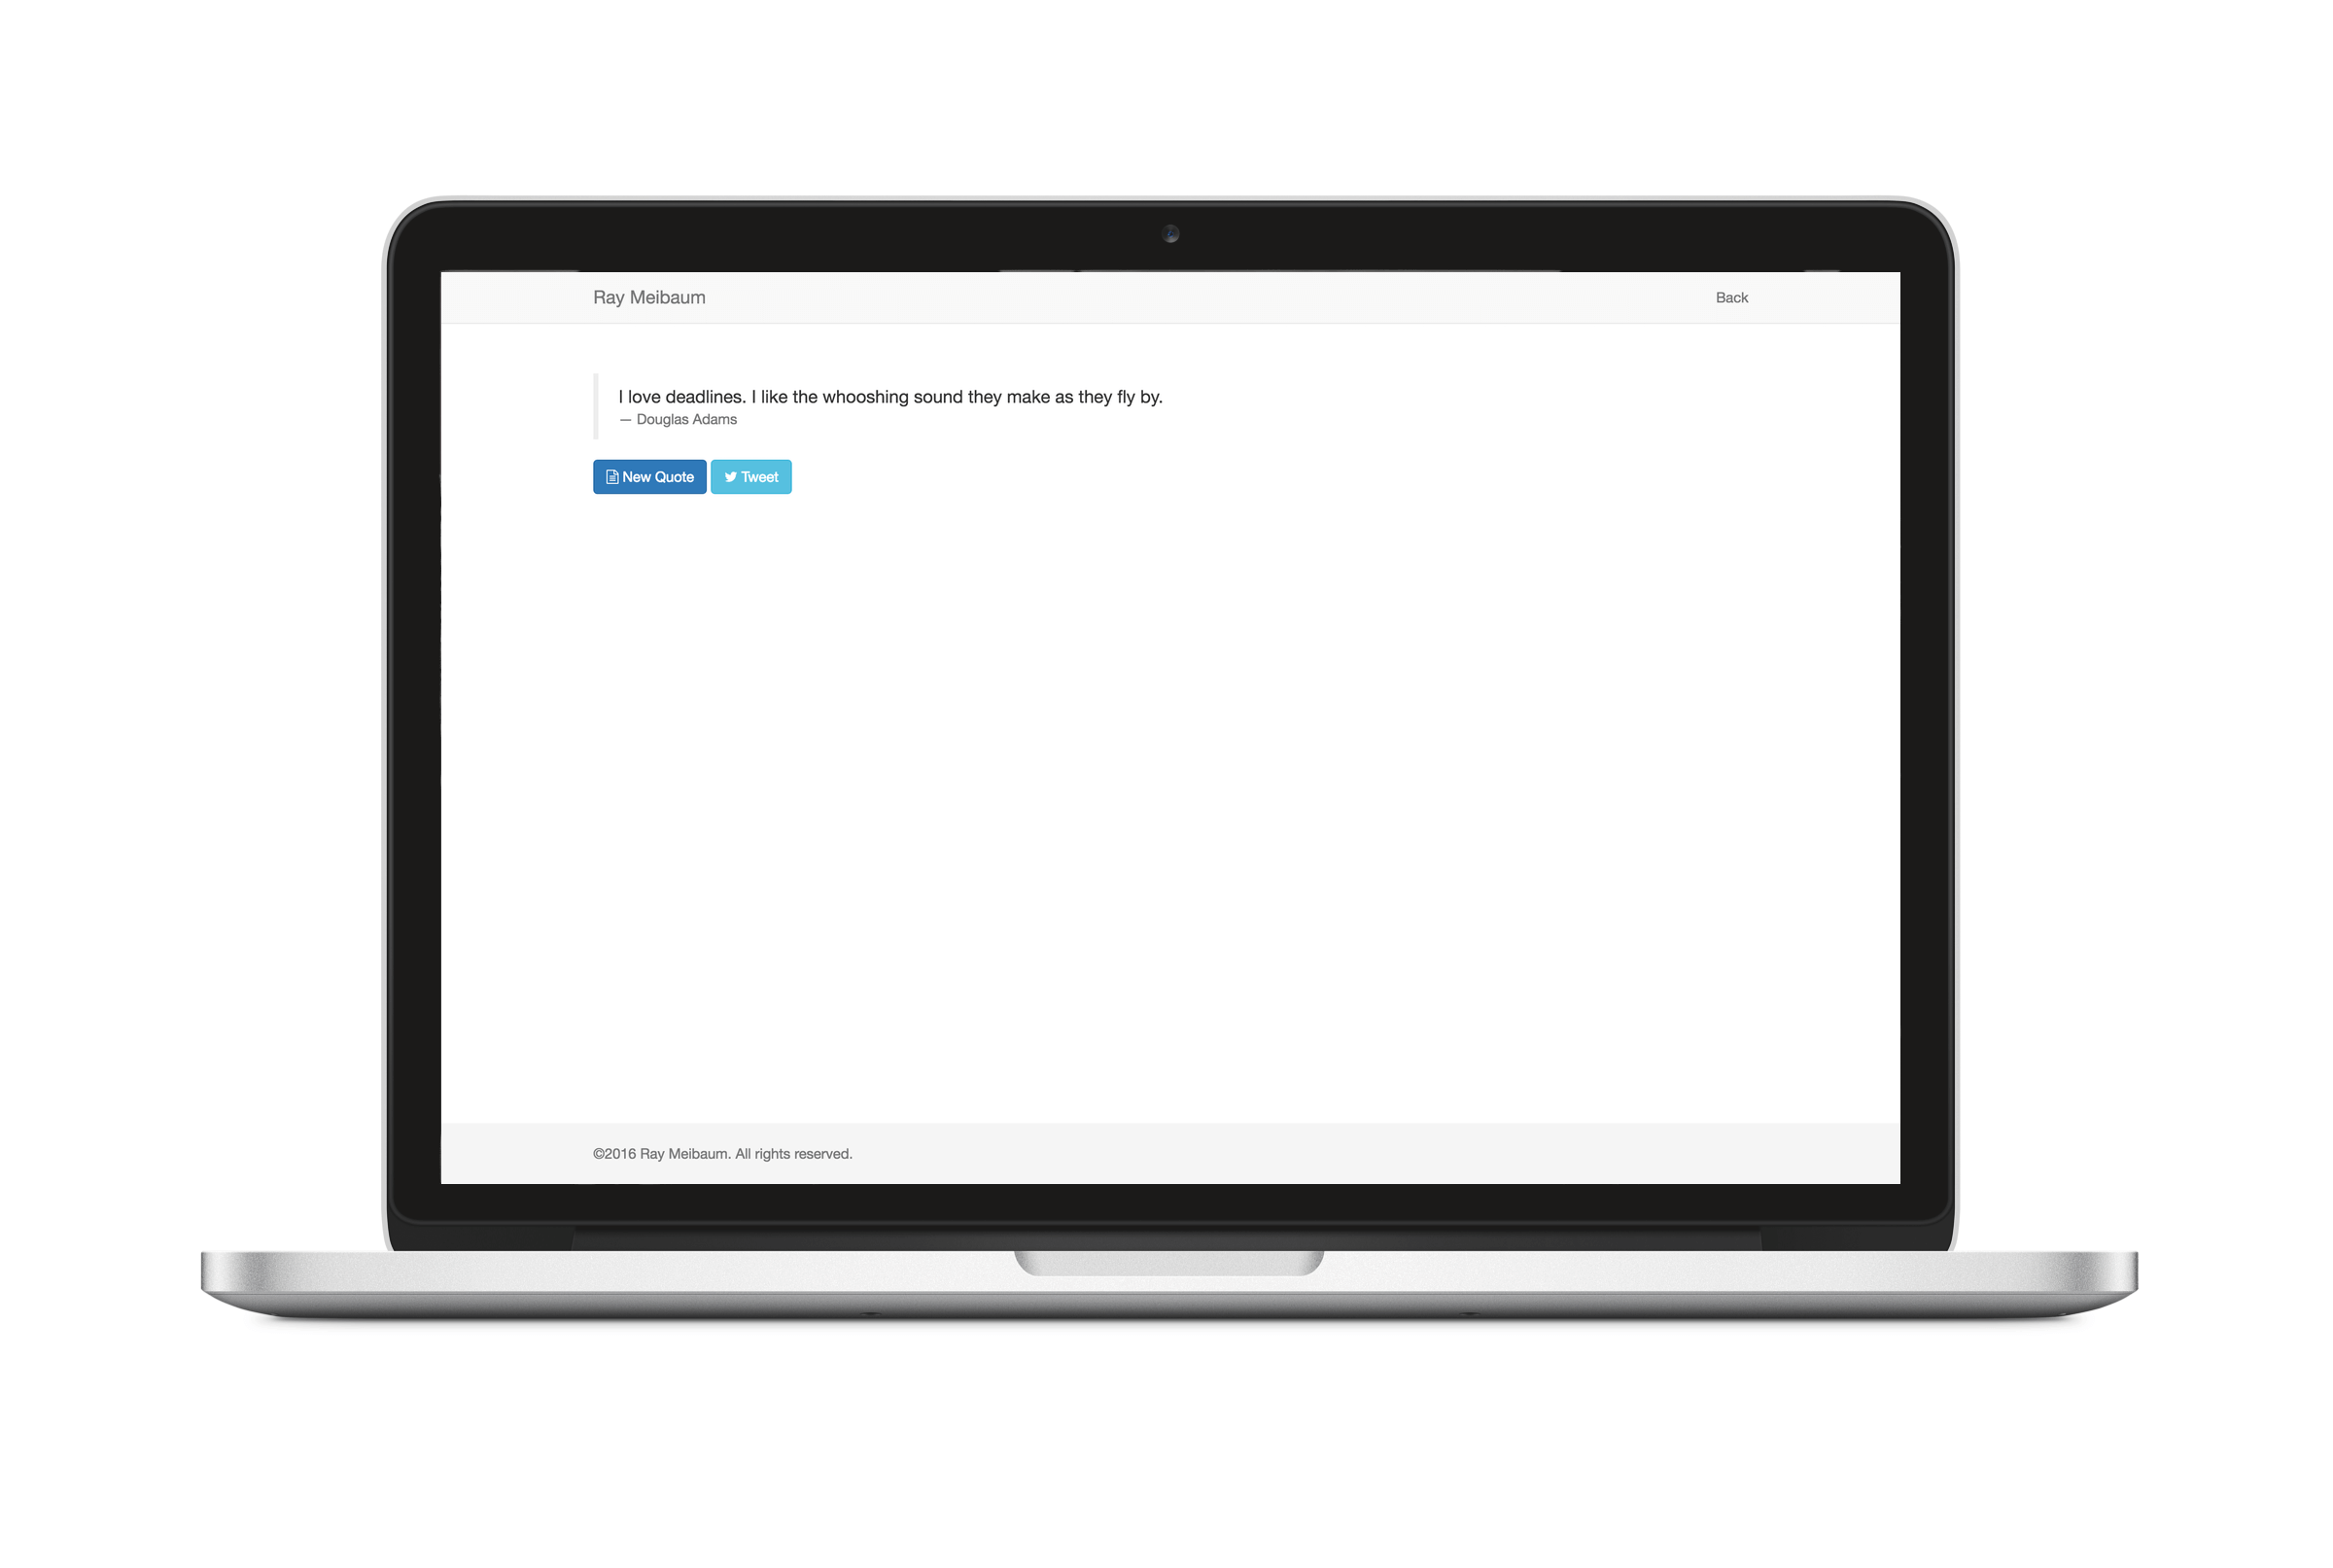 Ray Meibaum
Back
I love deadlines. I like the whooshing sound they make as they fly by.
— Douglas Adams
New Quote
Tweet
©2016 Ray Meibaum. All rights reserved.